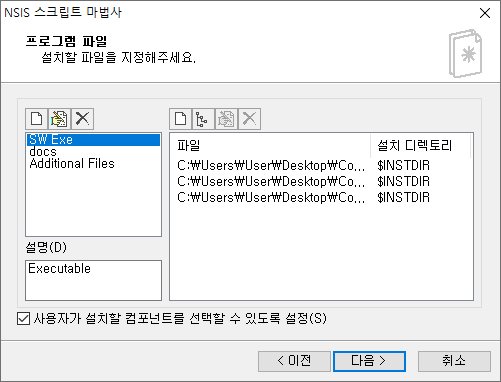 NSIS 스크립트 마법사
프로그램 파일
설치할 파일을 지정해주세요.
SW Exe
docs
Additional Files
설명(D)
Executable
파일 설치 디렉토리
C:₩Users₩User₩Desktop₩Co... $INSTDIR
C:₩Users₩User₩Desktop₩Co... $INSTDIR
C:₩Users₩User₩Desktop₩Co... $INSTDIR
사용자가 설치할 컴포넌트를 선택할 수 있도록 설정(S)
< 이전 다음 > 취소